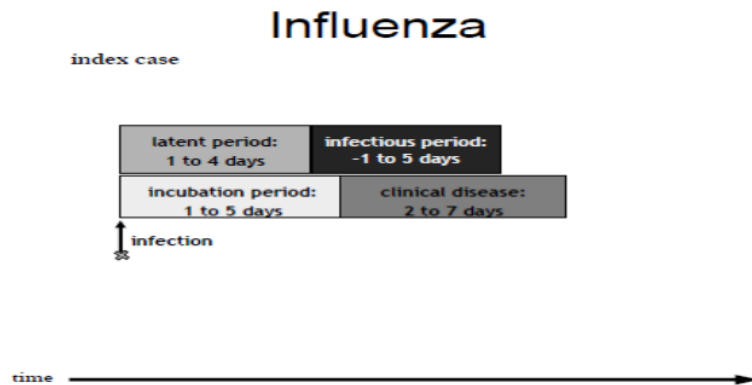 Influenza
index case
latent period:
1 to 4 days
infectious period:
-1 to 5 days
incubation period:
1 to 5 days
clinical disease:
2 to 7 days
infection
time